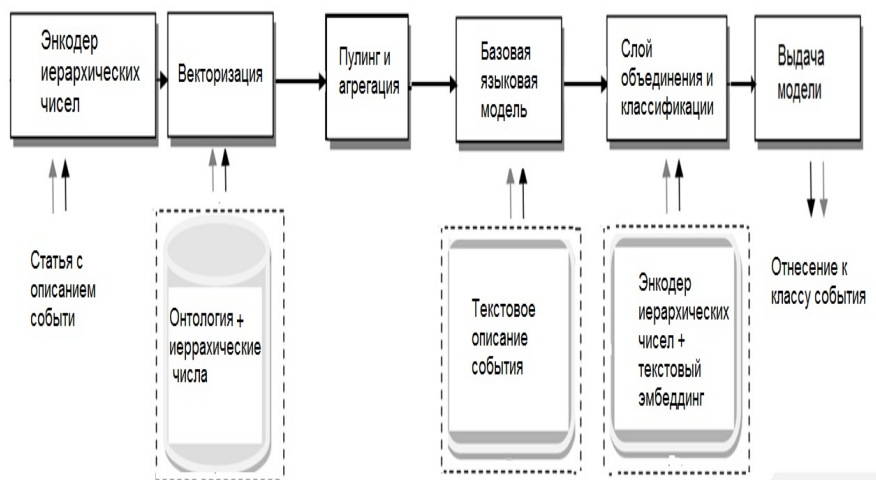 Энкодер
иерархических
чисел
Векторизация
Пулинг и
агрегация
Базовая
языковая
модель
Слой
объединения и
классификации
Выдача
модели
Статья с
описанием
событи
Онтология +
иеррахические
числа
Текстовое
описание
события
Энкодер
иерархических
чисел +
текстовый
эмбеддинг
Отнесение к
классу события